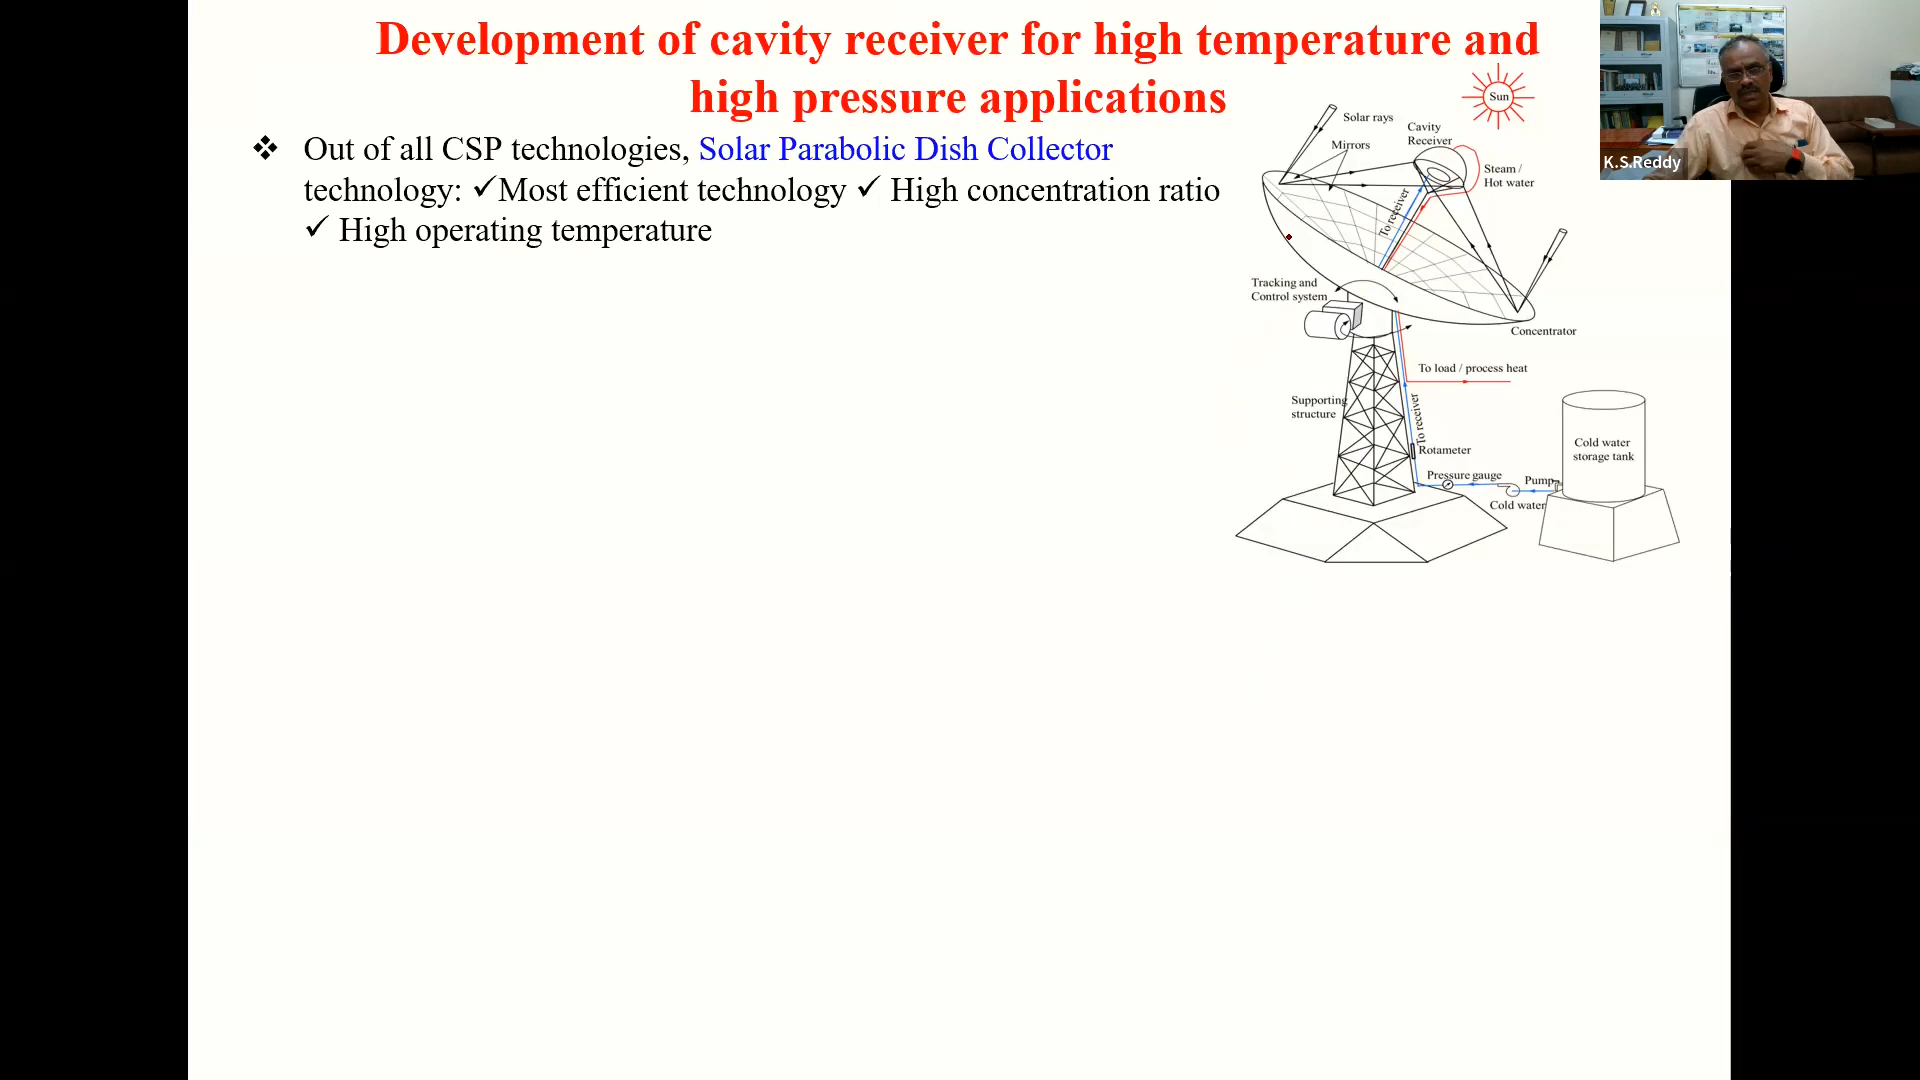 Development of cavity receiver for high temperature and
high pressure applications
❖ Out of all CSP technologies, Solar Parabolic Dish Collector
technology: ✓Most efficient technology ✓ High concentration ratio
✓ High operating temperature
Sun
Solar rays
Cavity
Receiver
Mirrors
Steam /
Hot water
To receiver
Tracking and
Control system
Concentrator
To load / process heat
Supporting
structure
To receiver
Rotameter
Pressure gauge
Pump
Cold water
Cold water
storage tank
K.S.Reddy